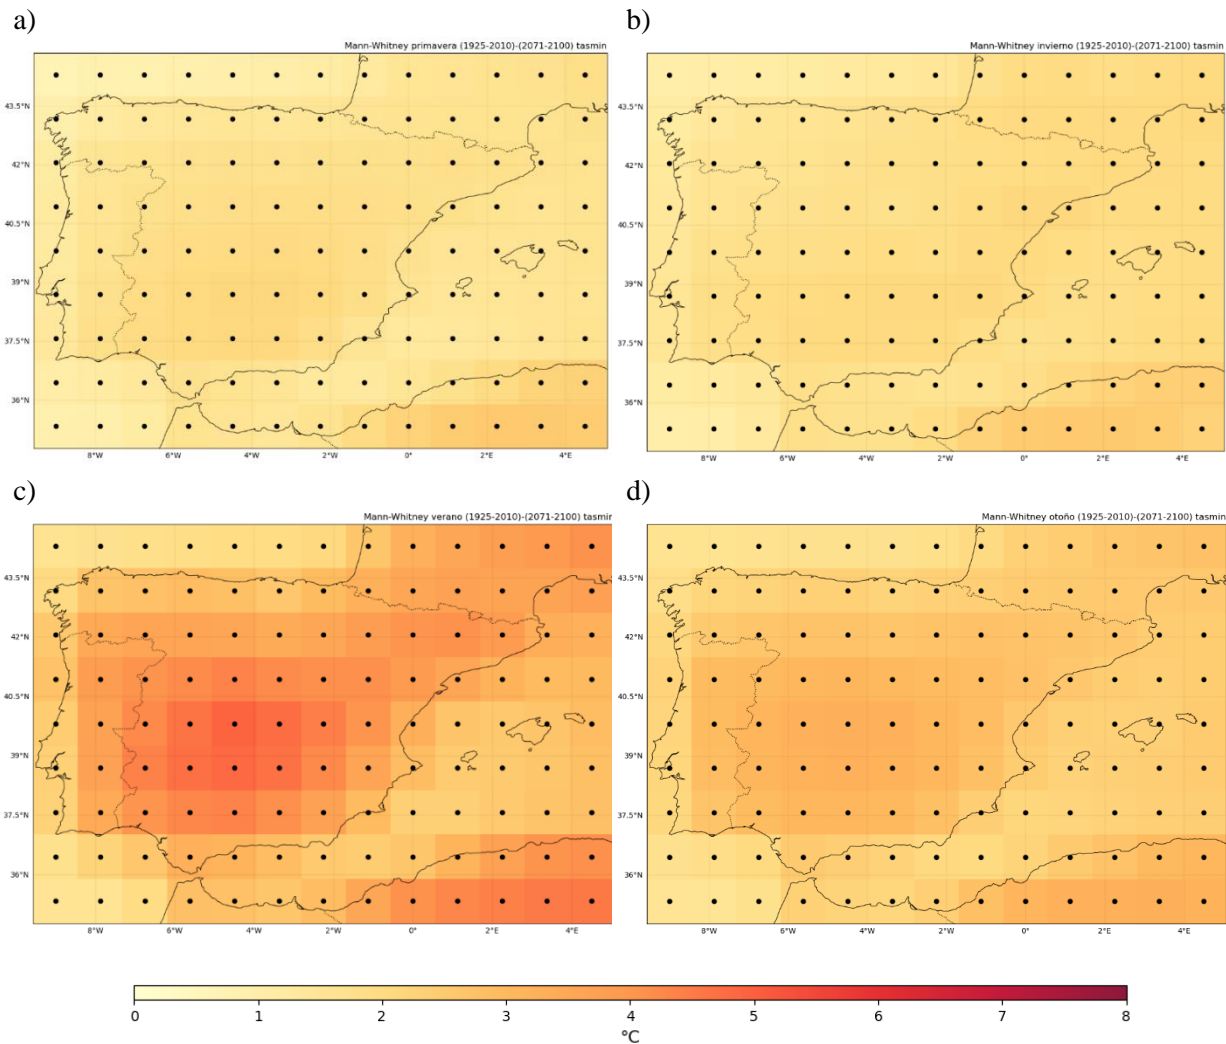 a)
b)
Mann-Whitney primavera (1925-2010)-(2071-2100) tasmin
Mann-Whitney invierno (1925-2010)-(2071-2100) tasmin
43.5°N
42°N
40.5°N
39°N
37.5°N
36°N
8°W 6°W 4°W 2°W 0° 2°E 4°E
43.5°N
42°N
40.5°N
39°N
37.5°N
36°N
8°W 6°W 4°W 2°W 0° 2°E 4°E
c)
d)
Mann-Whitney verano (1925-2010)-(2071-2100) tasmin
Mann-Whitney otoño (1925-2010)-(2071-2100) tasmin
43.5°N
42°N
40.5°N
39°N
37.5°N
36°N
8°W 6°W 4°W 2°W 0° 2°E 4°E
43.5°N
42°N
40.5°N
39°N
37.5°N
36°N
8°W 6°W 4°W 2°W 0° 2°E 4°E
0 1 2 3 4 5 6 7 8
°C